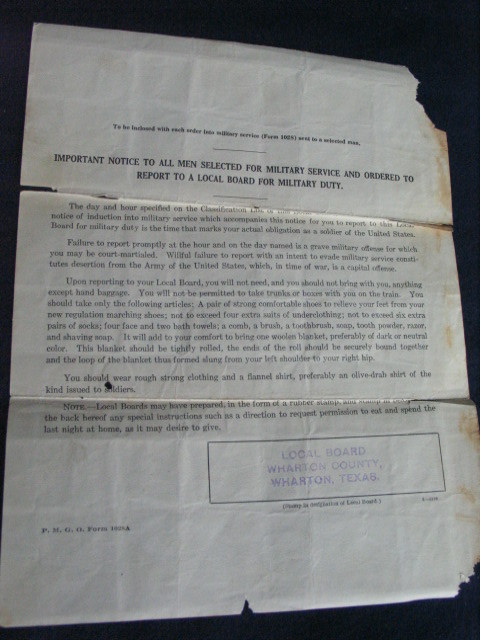 To be inclosed with each order into military service (Form 1028) sent to a selected man.
IMPORTANT NOTICE TO ALL MEN SELECTED FOR MILITARY SERVICE AND ORDERED TO
REPORT TO A LOCAL BOARD FOR MILITARY DUTY.
The day and hour specified on the Classification List of this
notice of induction into military service which accompanies this notice for you to report to this Local
Board for military duty is the time that marks your actual obligation as a soldier of the United States.
Failure to report promptly at the hour and on the day named is a grave military offense for which
you may be court-martialed. Willful failure to report with an intent to evade military service consti-
tutes desertion from the Army of the United States, which, in time of war, is a capital offense.
Upon reporting to your Local Board, you will not need, and you should not bring with you, anything
except hand baggage. You will not be permitted to take trunks or boxes with you on the train. You
should take only the following articles: A pair of strong comfortable shoes to relieve your feet from your
new regulation marching shoes; not to exceed four extra suits of underclothing; not to exceed six extra
pairs of socks; four face and two bath towels; a comb, a brush, a toothbrush, soap, tooth powder, razor,
and shaving soap. It will add to your comfort to bring one woolen blanket, preferably of dark or neutral
color. This blanket should be tightly rolled, the ends of the roll should be securely bound together
and the loop of the blanket thus formed slung from your left shoulder to your right hip.
You should wear rough strong clothing and a flannel shirt, preferably an olive-drab shirt of the
kind issued to soldiers.
NOTE.—Local Boards may have prepared, in the form of a rubber stamp, and stamp in below
the back hereof any special instructions such as a direction to request permission to eat and spend the
last night at home, as it may desire to give.
LOCAL BOARD
WHARTON COUNTY,
WHARTON, TEXAS.
(Stamp in designation of Local Board.)
P. M. G. O. Form 1028A